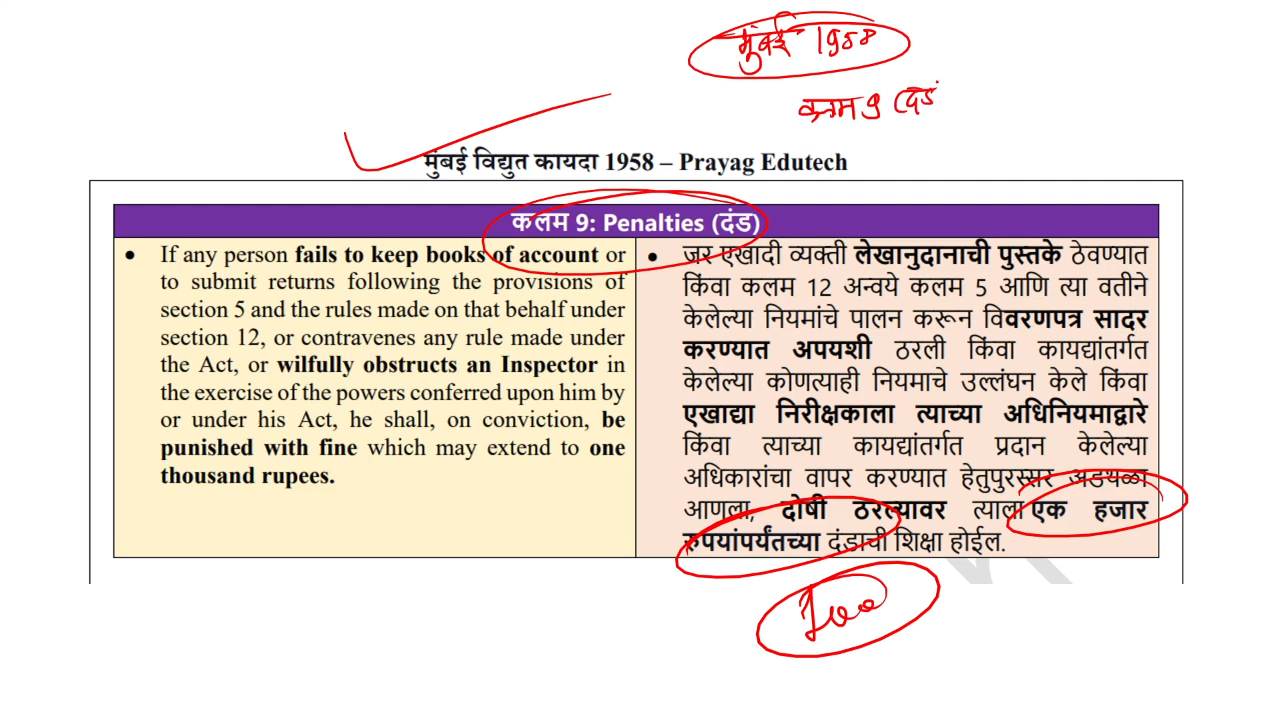 मुंबई 1958
कलम 9 (दंड
मुंबई विद्युत कायदा 1958 – Prayag Edutech
कलम 9: Penalties (दंड)
• If any person fails to keep books of account or
to submit returns following the provisions of
section 5 and the rules made on that behalf under
section 12, or contravenes any rule made under
the Act, or wilfully obstructs an Inspector in
the exercise of the powers conferred upon him by
or under his Act, he shall, on conviction, be
punished with fine which may extend to one
thousand rupees.
• जर एखादी व्यक्ती लेखानुदानाची पुस्तके ठेवण्यात
किंवा कलम 12 अन्वये कलम 5 आणि त्या वतीने
केलेल्या नियमांचे पालन करून विवरणपत्र सादर
करण्यात अपयशी ठरली किंवा कायद्यांतर्गत
केलेल्या कोणत्याही नियमाचे उल्लंघन केले किंवा
एखाद्या निरीक्षकाला त्याच्या अधिनियमाद्वारे
किंवा त्याच्या कायद्यांतर्गत प्रदान केलेल्या
अधिकारांचा वापर करण्यात हेतुपुरस्सर अडथळा
आणला, दोषी ठरल्यावर त्याला एक हजार
रुपयांपर्यंतच्या दंडाची शिक्षा होईल.